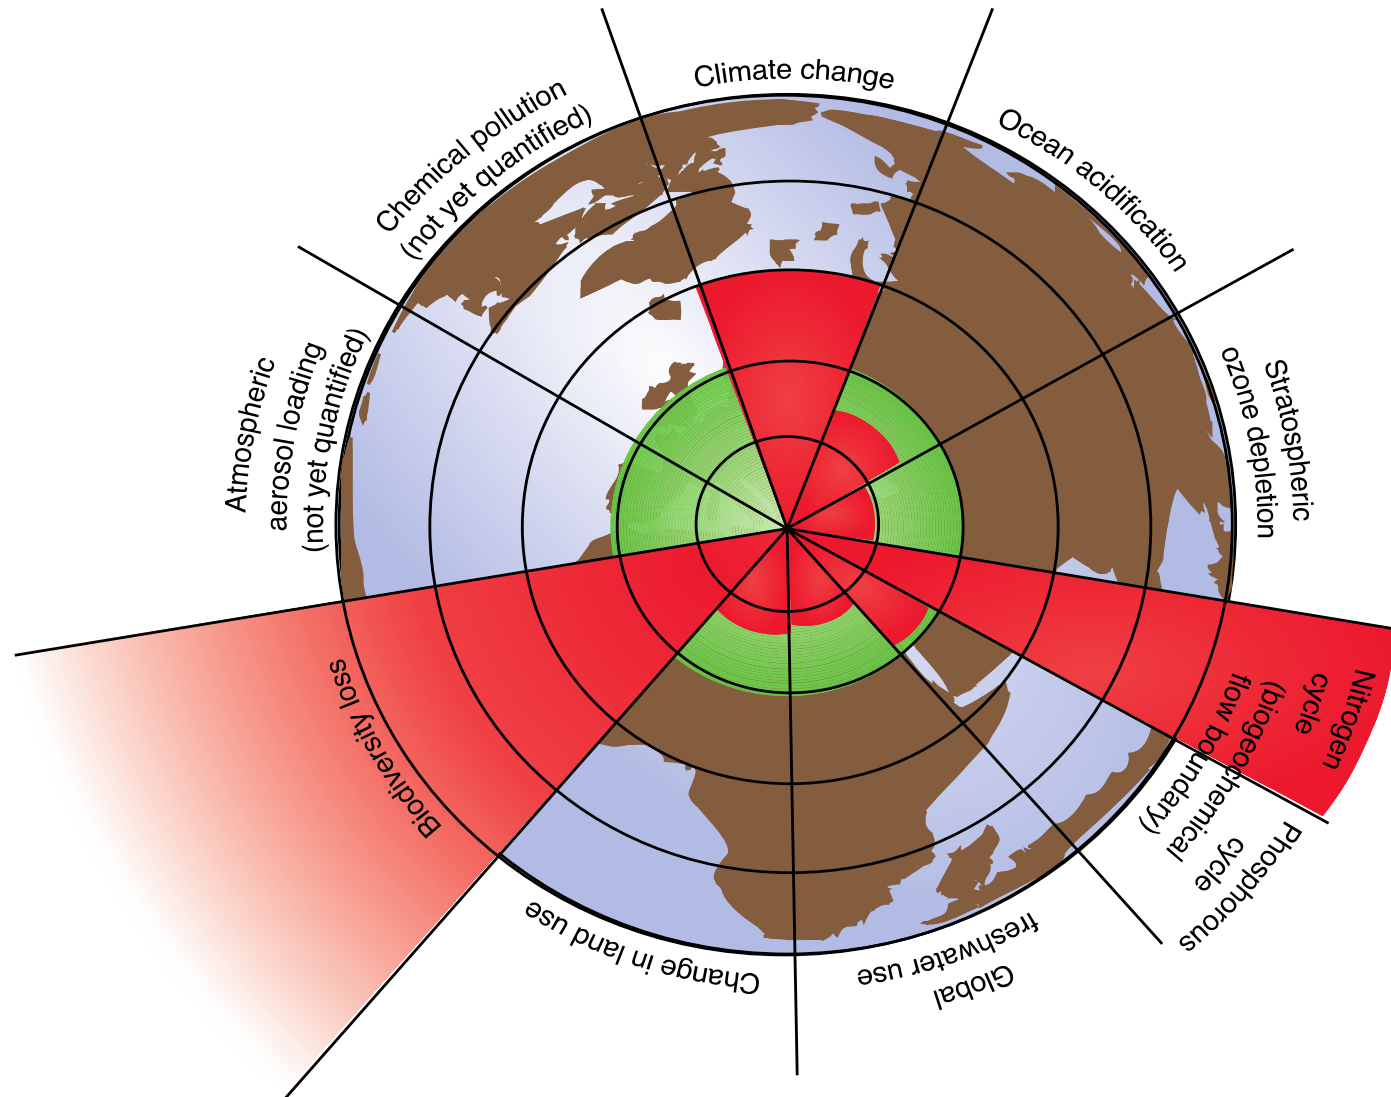 Climate change
Ocean acidification
Stratospheric
ozone depletion
Nitrogen
cycle
(biogeochemical
flow boundary)
Phosphorous
cycle
Global
freshwater use
Change in land use
Biodiversity loss
Atmospheric
aerosol loading
(not yet quantified)
Chemical pollution
(not yet quantified)